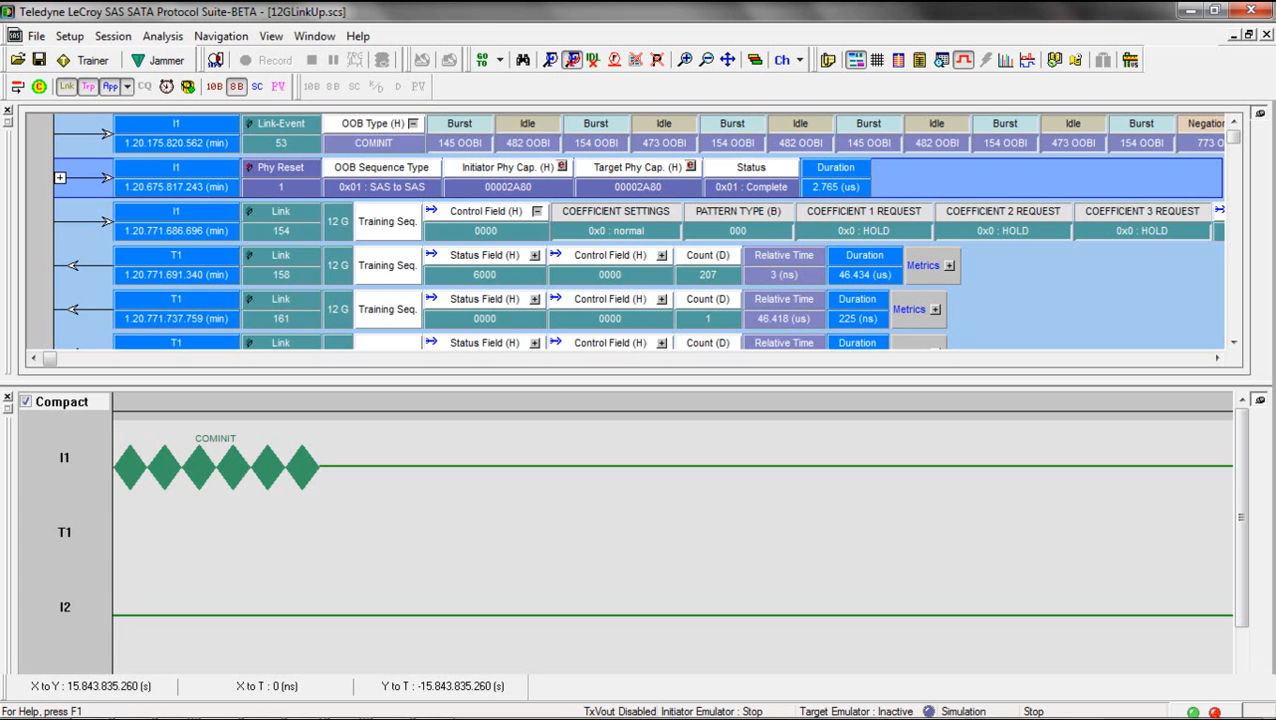 Teledyne LeCroy SAS SATA Protocol Suite-BETA - [12GLinkUp.scs]
File Setup Session Analysis Navigation View Window Help
Trainer Jammer Record GO TO IDL Ch
Lnk Trp App CQ 10B 8B SC PV 10B 8B SC K/D D PV
I1 Link-Event OOB Type (H) Burst Idle Burst Idle Burst Idle Burst Idle Burst Idle Burst Negation
1.20.175.820.562 (min) 53 COMINIT 145 OOBI 482 OOBI 154 OOBI 473 OOBI 154 OOBI 482 OOBI 145 OOBI 482 OOBI 154 OOBI 473 OOBI 154 OOBI 773 O
I1 Phy Reset OOB Sequence Type Initiator Phy Cap. (H) Target Phy Cap. (H) Status Duration
1.20.675.817.243 (min) 1 0x01 : SAS to SAS 00002A80 00002A80 0x01 : Complete 2.765 (us)
I1 Link 12 G Training Seq. Control Field (H) COEFFICIENT SETTINGS PATTERN TYPE (B) COEFFICIENT 1 REQUEST COEFFICIENT 2 REQUEST COEFFICIENT 3 REQUEST
1.20.771.686.696 (min) 154 0000 0x0 : normal 000 0x0 : HOLD 0x0 : HOLD 0x0 : HOLD
T1 Link 12 G Training Seq. Status Field (H) Control Field (H) Count (D) Relative Time Duration Metrics
1.20.771.691.340 (min) 158 6000 0000 207 3 (ns) 46.434 (us)
T1 Link 12 G Training Seq. Status Field (H) Control Field (H) Count (D) Relative Time Duration Metrics
1.20.771.737.759 (min) 161 0000 0000 1 46.418 (us) 225 (ns)
T1 Link Status Field (H) Control Field (H) Count (D) Relative Time Duration
Compact
COMINIT
I1
T1
I2
X to Y : 15.843.835.260 (s) X to T : 0 (ns) Y to T : -15.843.835.260 (s)
For Help, press F1 TxVout Disabled Initiator Emulator : Stop Target Emulator : Inactive Simulation Stop